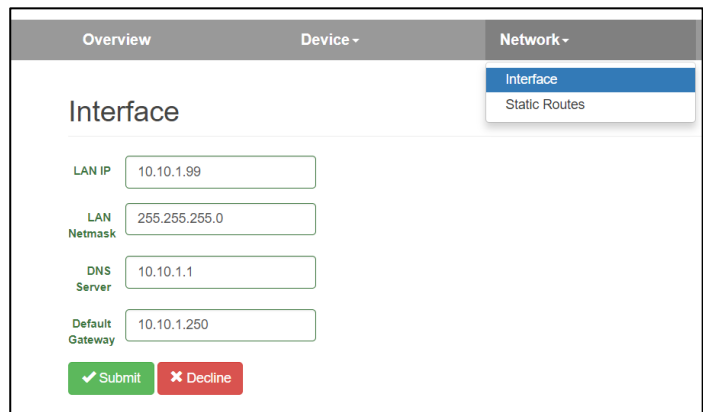 Overview Device Network
Interface
Static Routes
Interface
LAN IP 10.10.1.99
LAN
Netmask
255.255.255.0
DNS
Server
10.10.1.1
Default
Gateway
10.10.1.250
Submit Decline